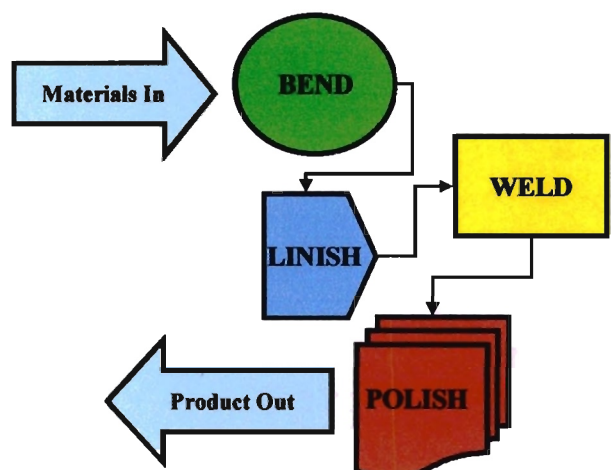 Materials In
BEND
WELD
LINISH
Product Out
POLISH